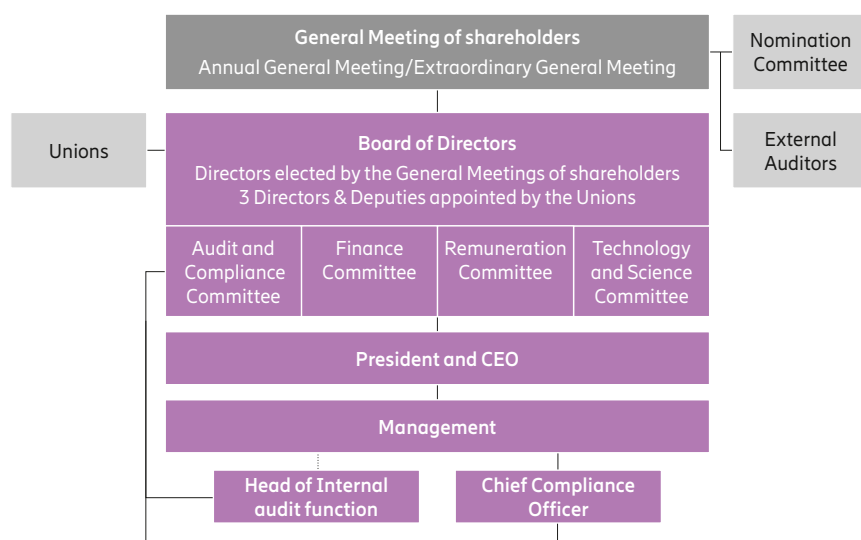 General Meeting of shareholders
Annual General Meeting/Extraordinary General Meeting
Nomination
Committee
Unions
Board of Directors
Directors elected by the General Meetings of shareholders
3 Directors & Deputies appointed by the Unions
External
Auditors
Audit and
Compliance
Committee
Finance
Committee
Remuneration
Committee
Technology
and Science
Committee
President and CEO
Management
Head of Internal
audit function
Chief Compliance
Officer